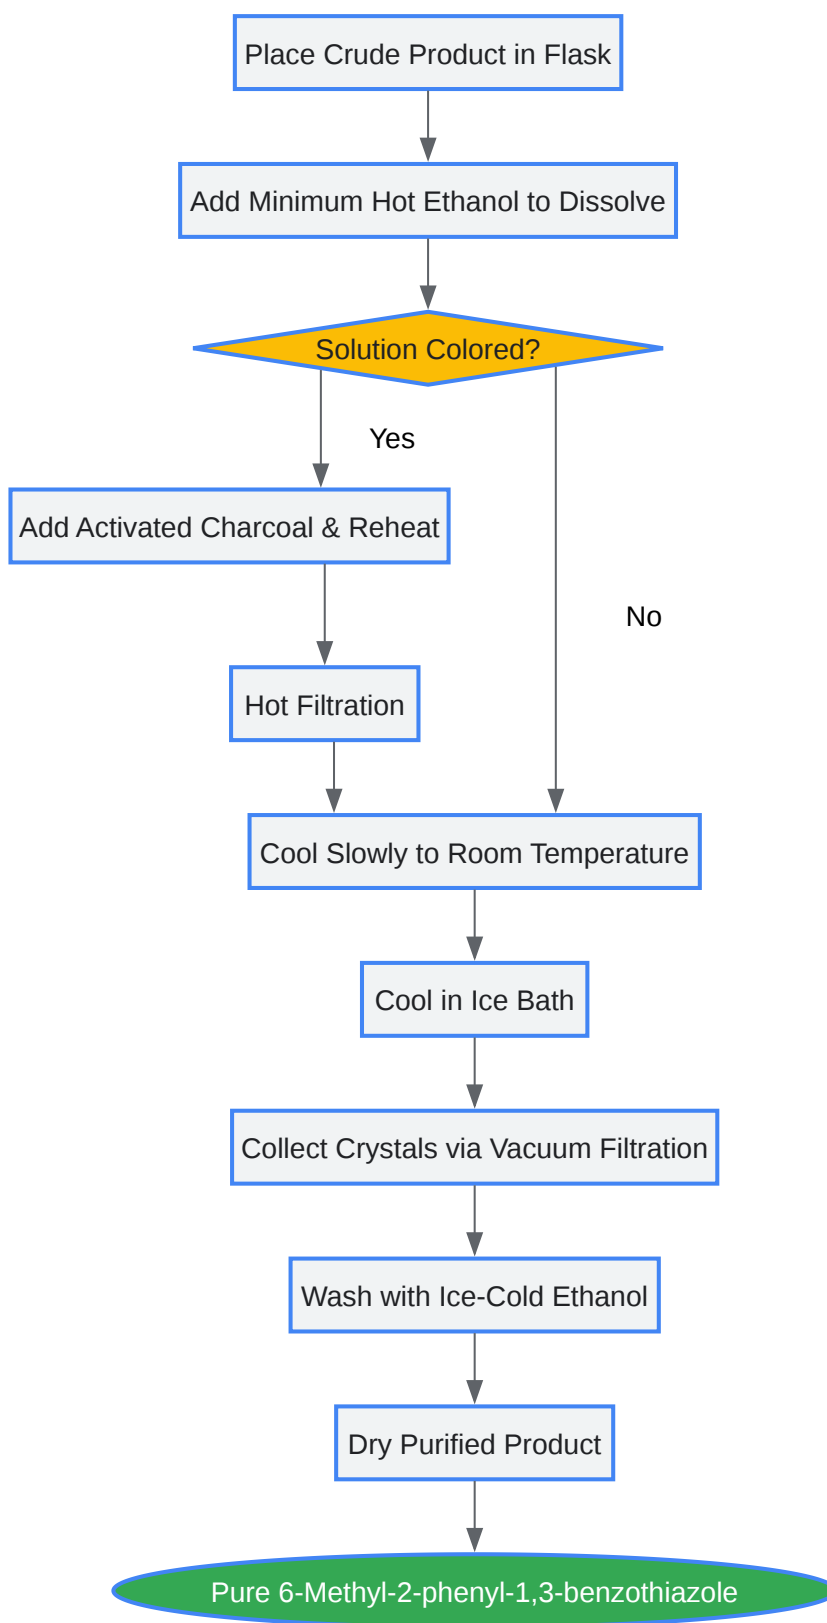 Place Crude Product in Flask
Add Minimum Hot Ethanol to Dissolve
Solution Colored?
Yes
Add Activated Charcoal & Reheat
No
Hot Filtration
Cool Slowly to Room Temperature
Cool in Ice Bath
Collect Crystals via Vacuum Filtration
Wash with Ice-Cold Ethanol
Dry Purified Product
Pure 6-Methyl-2-phenyl-1,3-benzothiazole